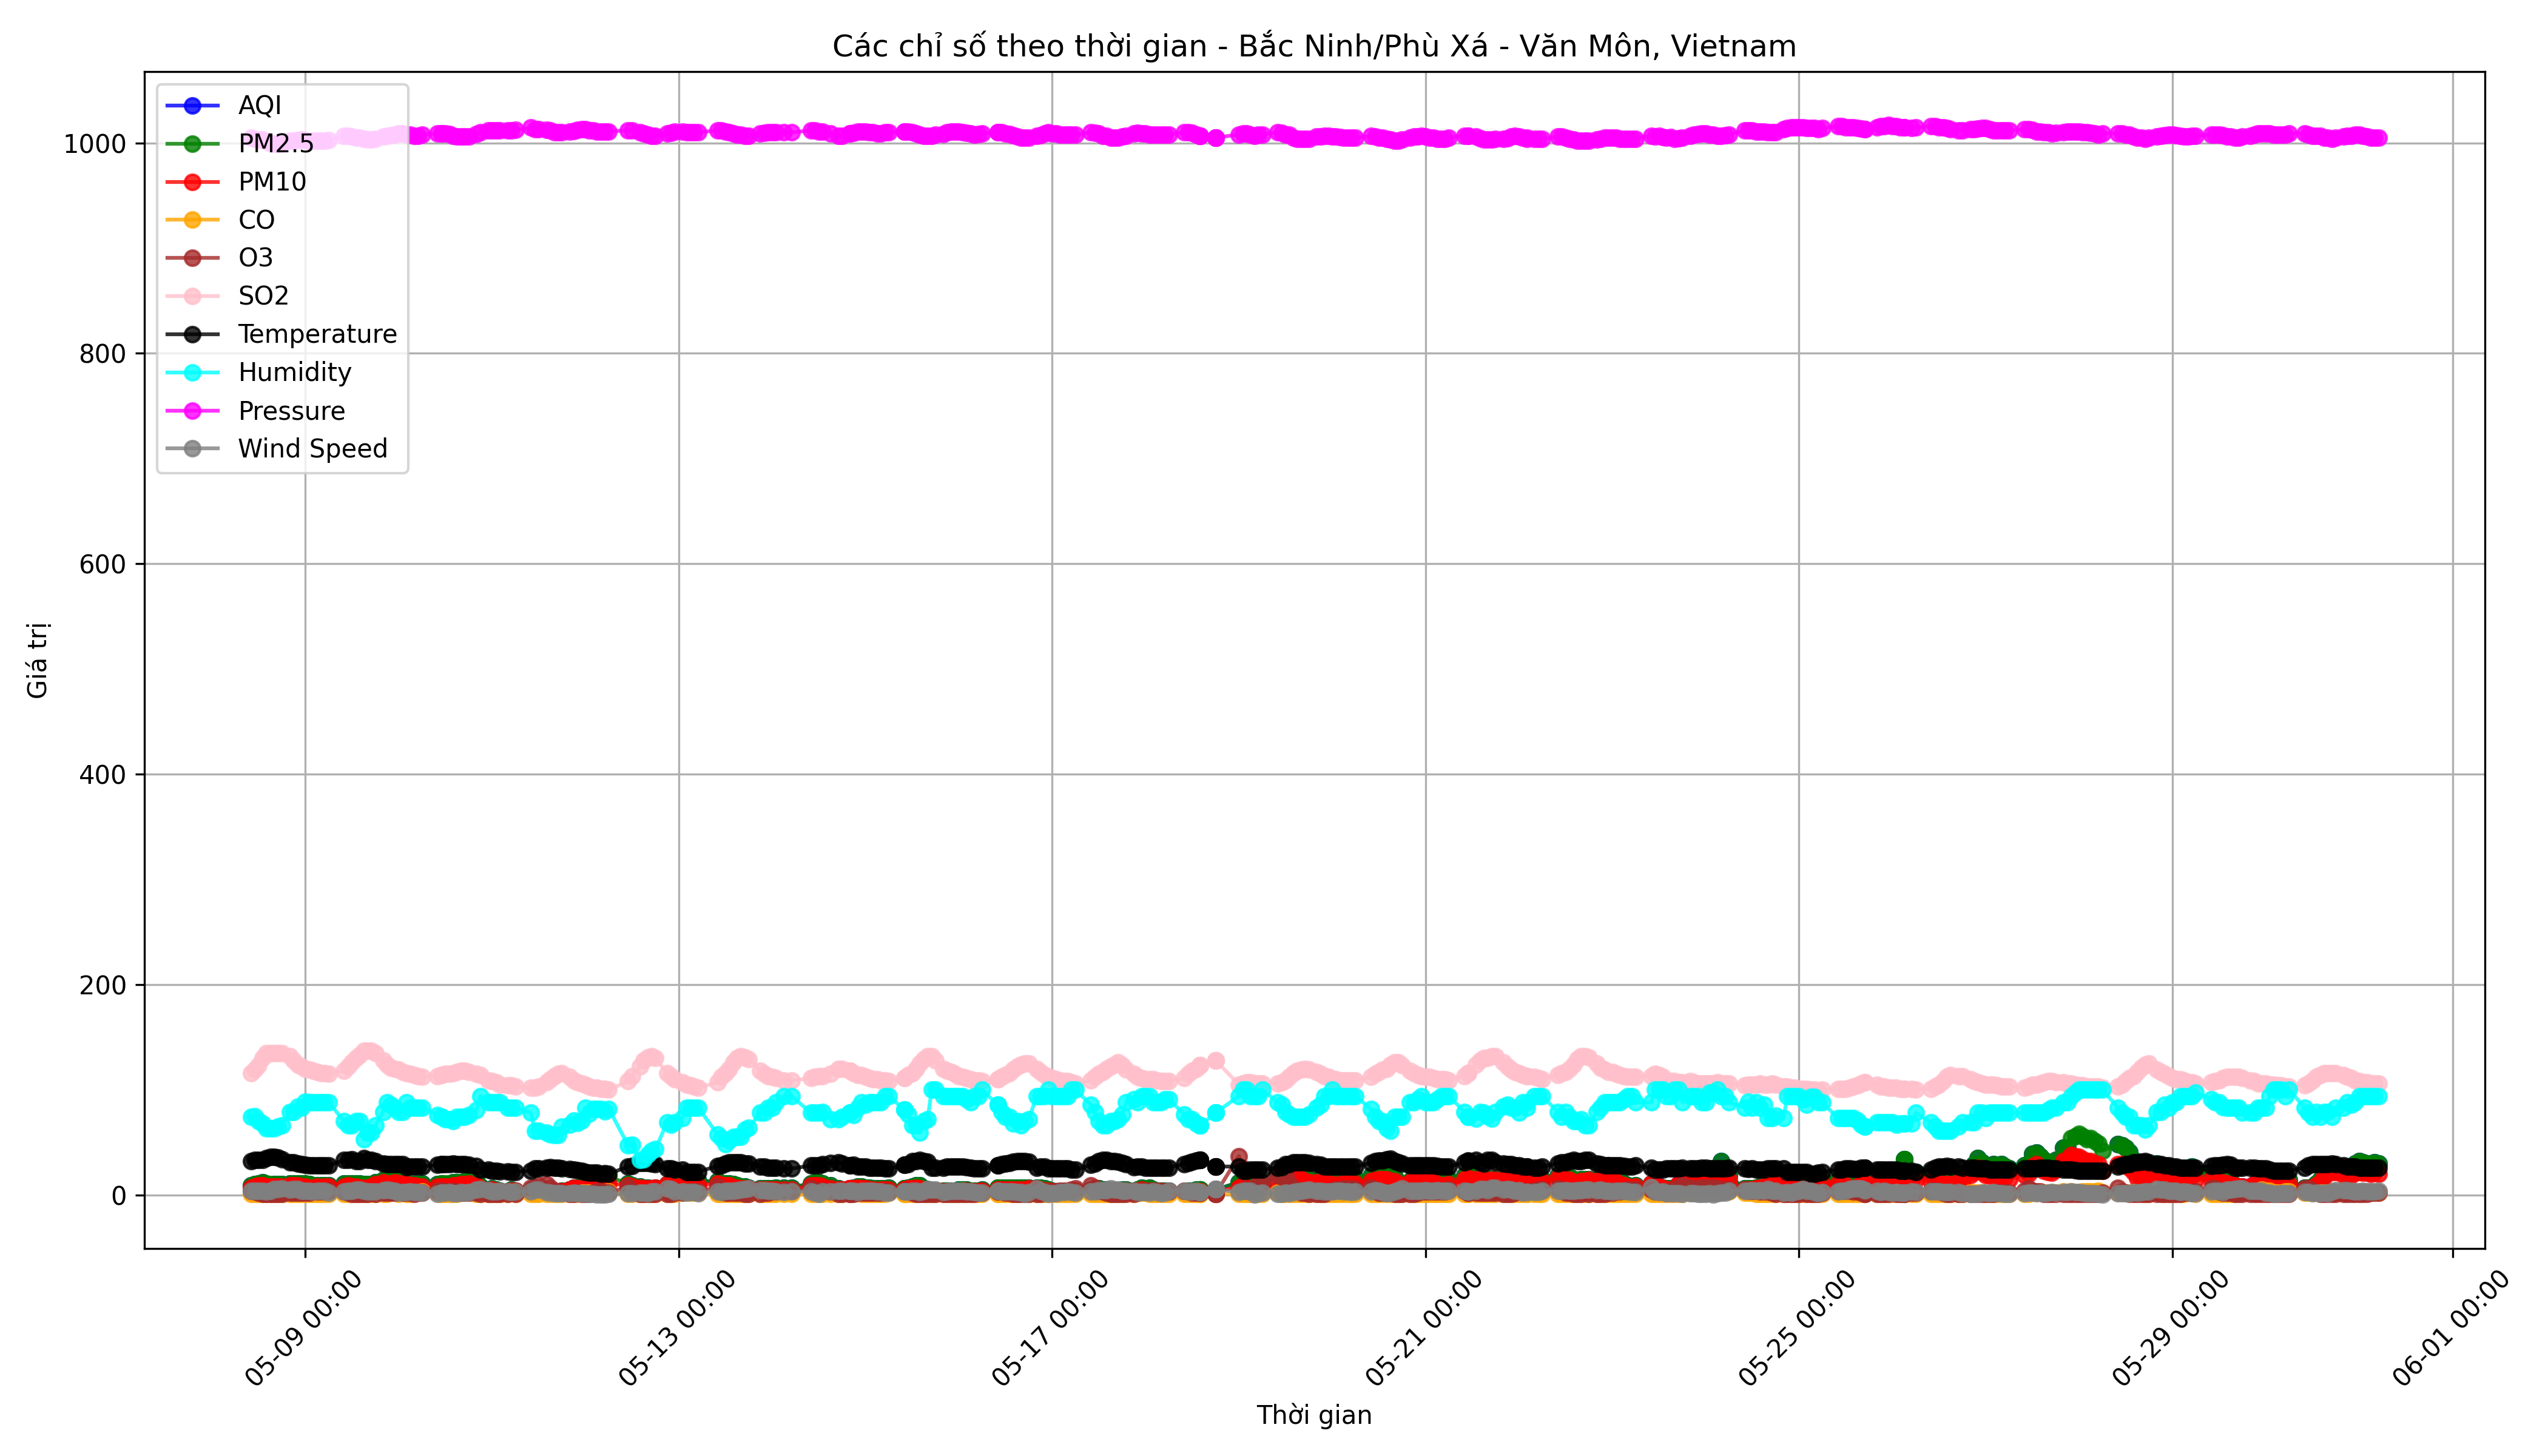 Các chỉ số theo thời gian - Bắc Ninh/Phù Xá - Văn Môn, Vietnam
AQI
PM2.5
PM10
CO
O3
SO2
Temperature
Humidity
Pressure
Wind Speed
1000
800
600
400
200
0
Giá trị
05-09 00:00
05-13 00:00
05-17 00:00
05-21 00:00
05-25 00:00
05-29 00:00
06-01 00:00
Thời gian